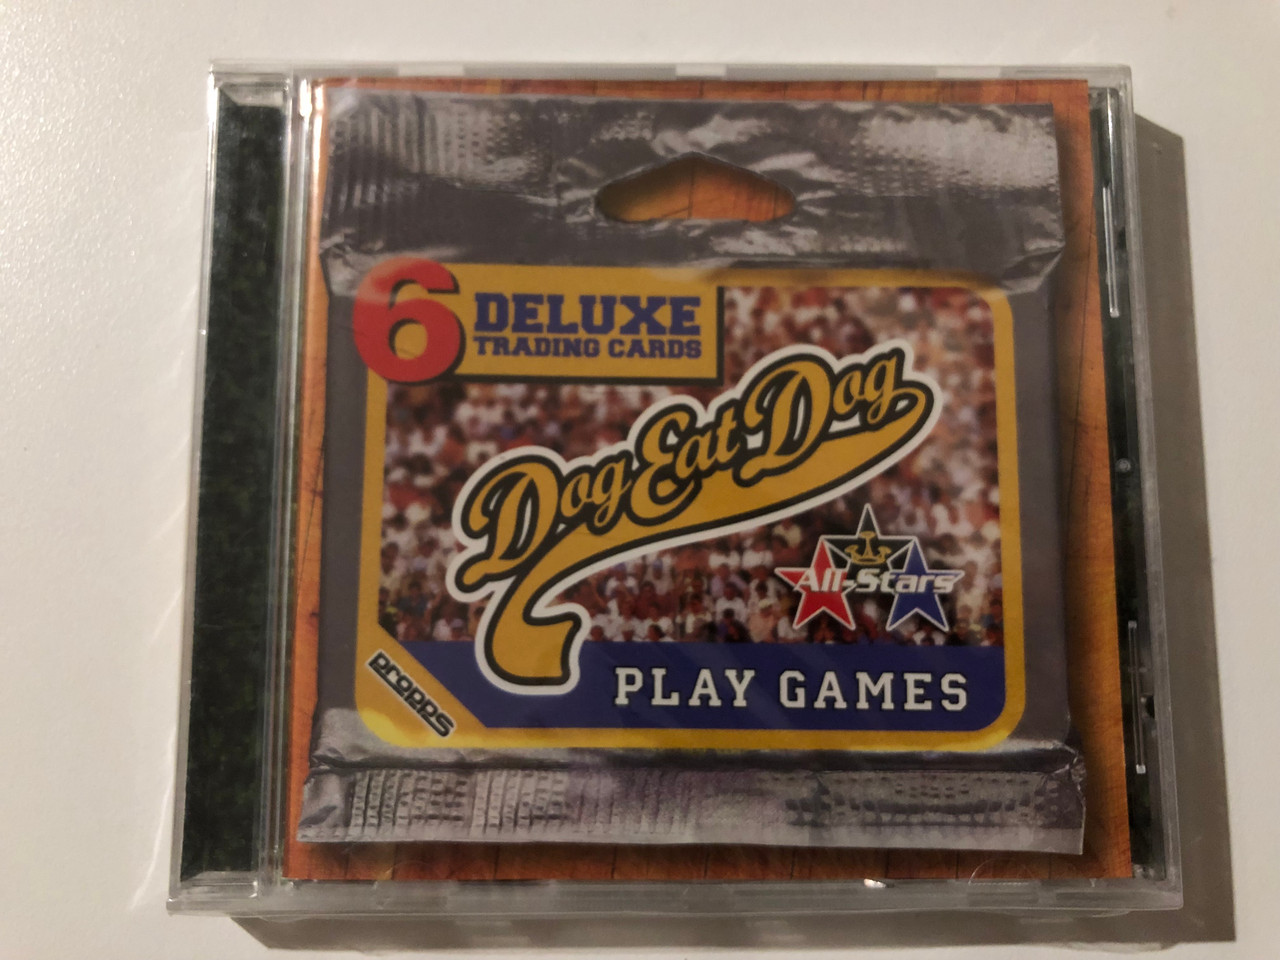 6 DELUXE
TRADING CARDS
Dog Eat Dog
All-Stars
PLAY GAMES
propps